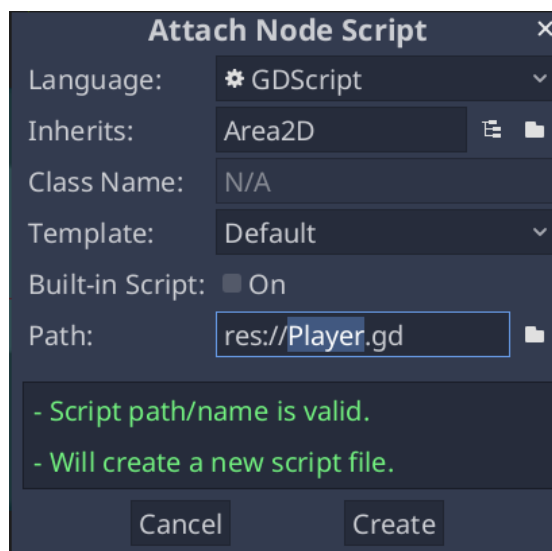 Attach Node Script
Language: GDScript
Inherits: Area2D
Class Name: N/A
Template: Default
Built-in Script: On
Path: res://Player.gd
- Script path/name is valid.
- Will create a new script file.
Cancel Create